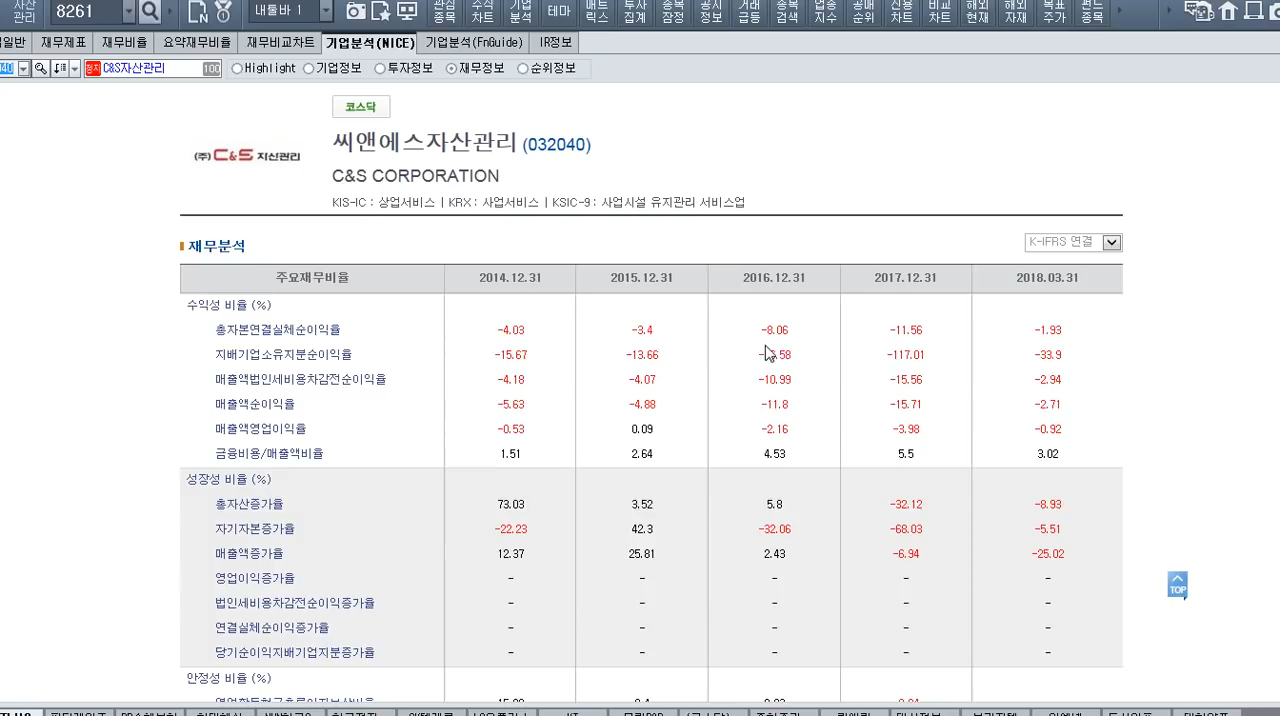 자산 관리 8261 내툴바 1 관심 종목 수식 차트 기업 분석 테마 매트 릭스 투자 집계 종목 잠정 공시 정보 거래 급등 종목 검색 업종 지수 공매 순위 신용 차트 비교 차트 해외 현재 해외 자재 목표 주가 펀드 종목
일반 재무제표 재무비율 요약재무비율 재무비교차트 기업분석(NICE) 기업분석(FnGuide) IR정보
정지 C&S자산관리 100 Highlight 기업정보 투자정보 재무정보 순위정보
코스닥
씨앤에스자산관리 (032040)
(주) C&S 자산관리
C&S CORPORATION
KIS-IC : 상업서비스 | KRX : 사업서비스 | KSIC-9 : 사업시설 유지관리 서비스업
재무분석 K-IFRS 연결
주요재무비율 2014.12.31 2015.12.31 2016.12.31 2017.12.31 2018.03.31
수익성 비율 (%)
총자본연결실체순이익율 -4.03 -3.4 -8.06 -11.56 -1.93
지배기업소유지분순이익율 -15.67 -13.66 -117.01 -33.9
매출액법인세비용차감전순이익율 -4.18 -4.07 -10.99 -15.56 -2.94
매출액순이익율 -5.63 -4.88 -11.8 -15.71 -2.71
매출액영업이익율 -0.53 0.09 -2.16 -3.98 -0.92
금융비용/매출액비율 1.51 2.64 4.53 5.5 3.02
성장성 비율 (%)
총자산증가율 73.03 3.52 5.8 -32.12 -8.93
자기자본증가율 -22.23 42.3 -32.06 -68.03 -5.51
매출액증가율 12.37 25.81 2.43 -6.94 -25.02
영업이익증가율 - - - - -
법인세비용차감전순이익증가율 - - - - -
연결실체순이익증가율 - - - - -
당기순이익지배기업지분증가율 - - - - -
TOP
안정성 비율 (%)